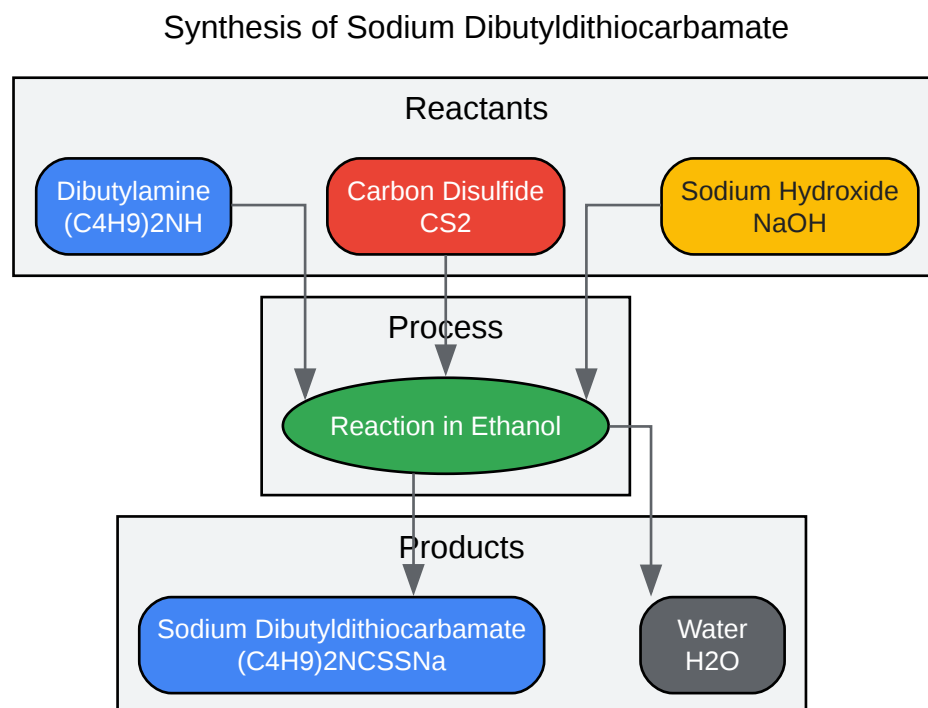 Synthesis of Sodium Dibutyldithiocarbamate
Reactants
Dibutylamine
(C4H9)2NH
Carbon Disulfide
CS2
Sodium Hydroxide
NaOH
Process
Reaction in Ethanol
Products
Sodium Dibutyldithiocarbamate
(C4H9)2NCSSNa
Water
H2O